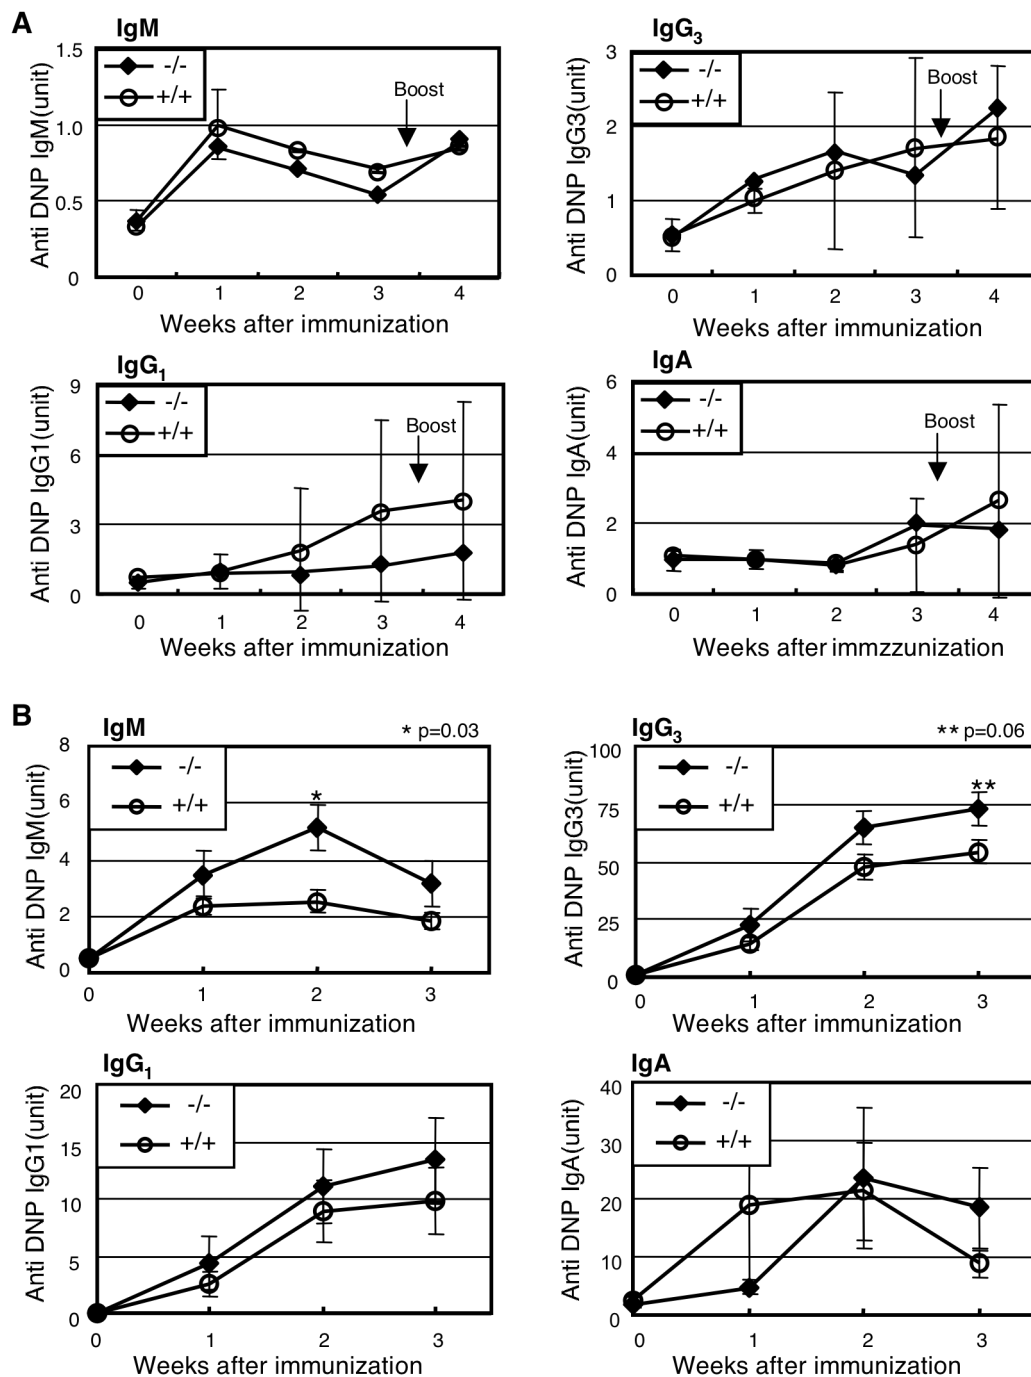 A
IgM
Anti DNP IgM(unit)
1.5
1.0
0.5
0
-/-
+/+
Boost
0 1 2 3 4
Weeks after immunization
IgG3
Anti DNP IgG3(unit)
3
2
1
0
-/-
+/+
Boost
0 1 2 3 4
Weeks after immunization
IgG1
Anti DNP IgG1(unit)
9
6
3
0
-/-
+/+
Boost
0 1 2 3 4
Weeks after immunization
IgA
Anti DNP IgA(unit)
6
4
2
0
-/-
+/+
Boost
0 1 2 3 4
Weeks after immzzunization
B
IgM
* p=0.03
Anti DNP IgM(unit)
8
6
4
2
0
-/-
+/+
*
0 1 2 3
Weeks after immunization
IgG3
** p=0.06
Anti DNP IgG3(unit)
100
75
50
25
0
-/-
+/+
**
0 1 2 3
Weeks after immunization
IgG1
Anti DNP IgG1(unit)
20
15
10
5
0
-/-
+/+
0 1 2 3
Weeks after immunization
IgA
Anti DNP IgA(unit)
40
30
20
10
0
-/-
+/+
0 1 2 3
Weeks after immunization